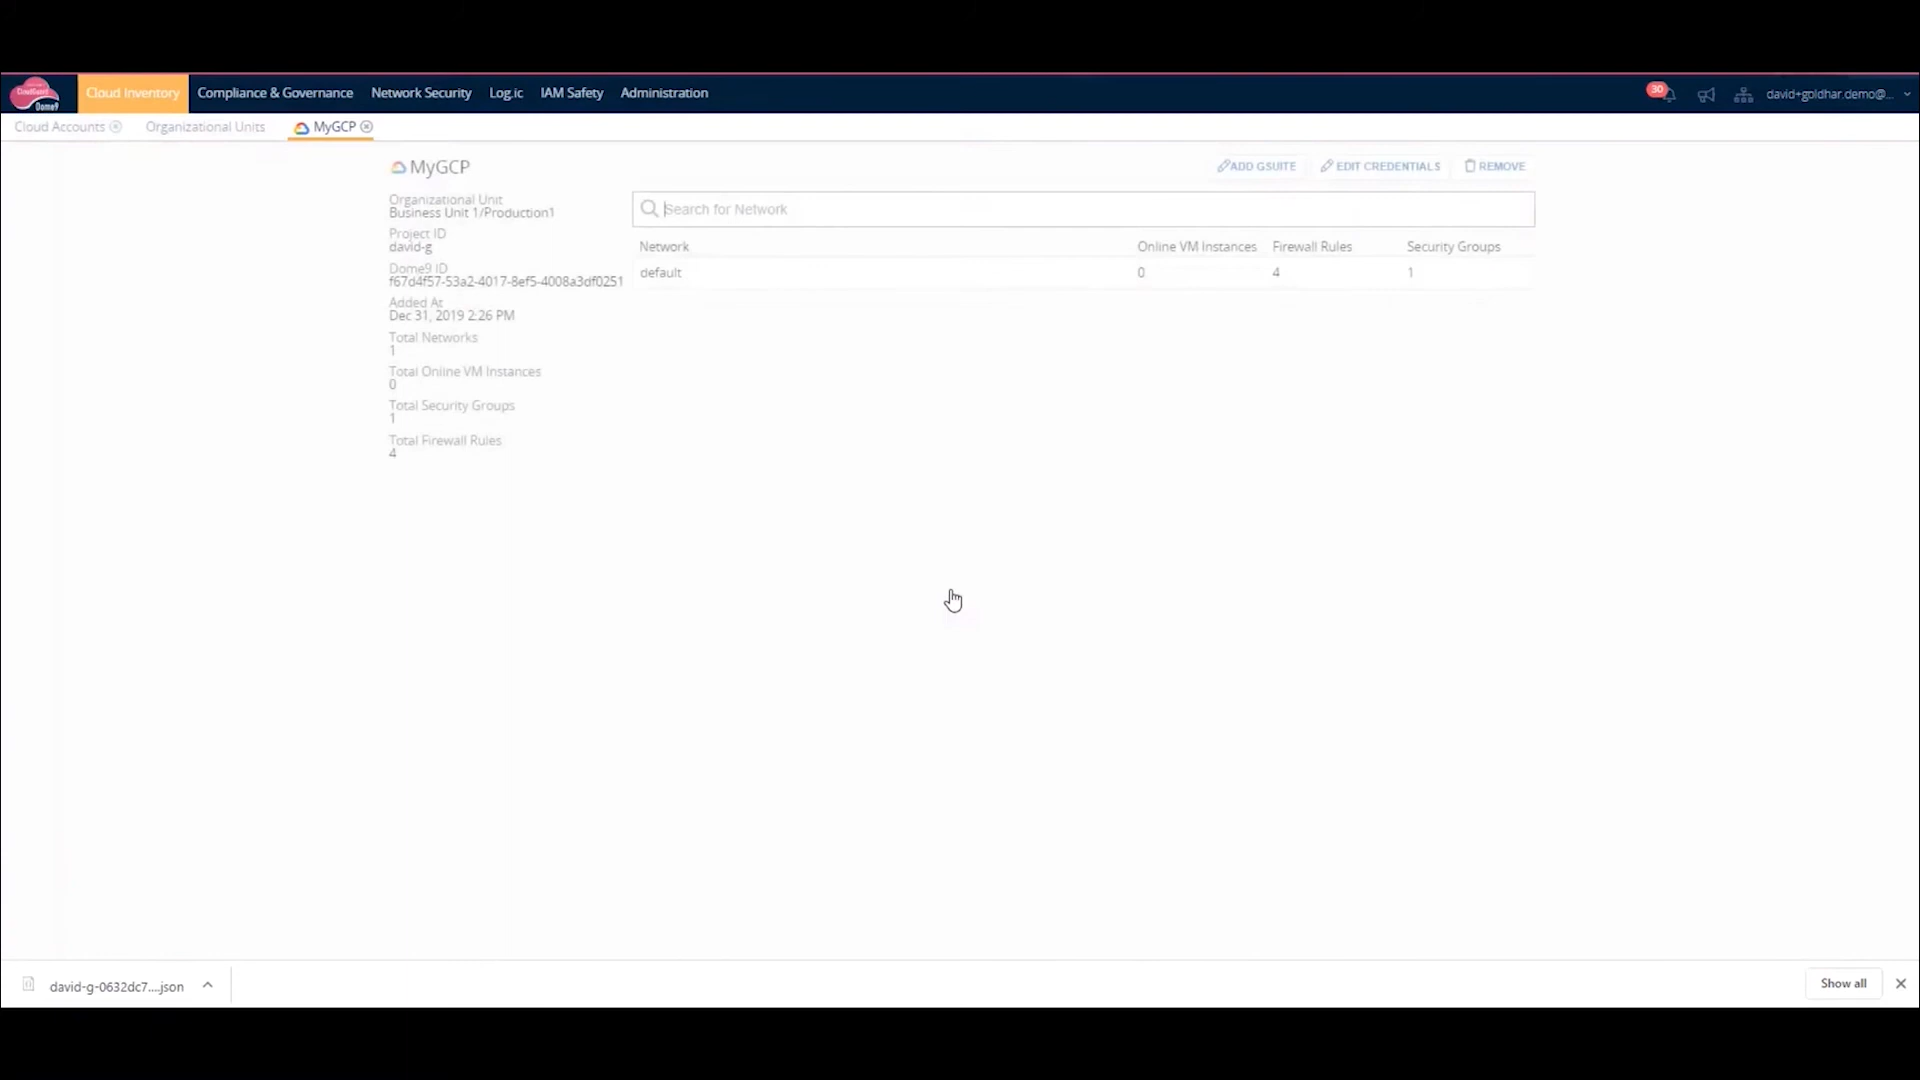 CloudGuard
Dome9
Cloud Inventory
Compliance & Governance
Network Security
Log.ic
IAM Safety
Administration
30
david+goldhar.demo@...
Cloud Accounts
Organizational Units
MyGCP
MyGCP
ADD GSUITE
EDIT CREDENTIALS
REMOVE
Organizational Unit
Business Unit 1/Production1
Project ID
david-g
Dome9 ID
f67d4f57-53a2-4017-8ef5-4008a3df0251
Added At
Dec 31, 2019 2:26 PM
Total Networks
1
Total Online VM Instances
0
Total Security Groups
1
Total Firewall Rules
4
Search for Network
Network Online VM Instances Firewall Rules Security Groups
default 0 4 1
david-g-0632dc7....json
Show all